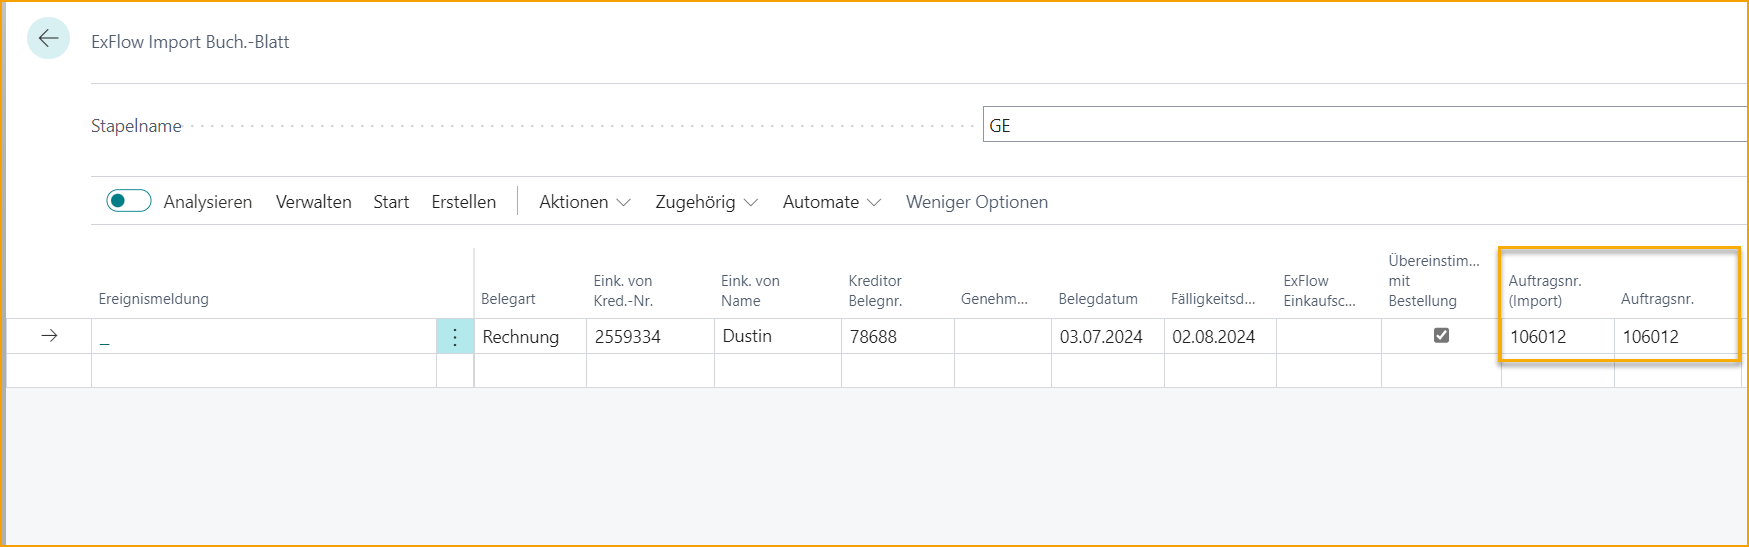 ExFlow Import Buch.-Blatt
Stapelname GE
Analysieren Verwalten Start Erstellen Aktionen Zugehörig Automate Weniger Optionen
Ereignismeldung Belegart Eink. von Kred.-Nr. Eink. von Name Kreditor Belegnr. Genehm... Belegdatum Fälligkeitsd... ExFlow Einkaufsc... Übereinstim... mit Bestellung Auftragsnr. (Import) Auftragsnr.
_ Rechnung 2559334 Dustin 78688 03.07.2024 02.08.2024 106012 106012